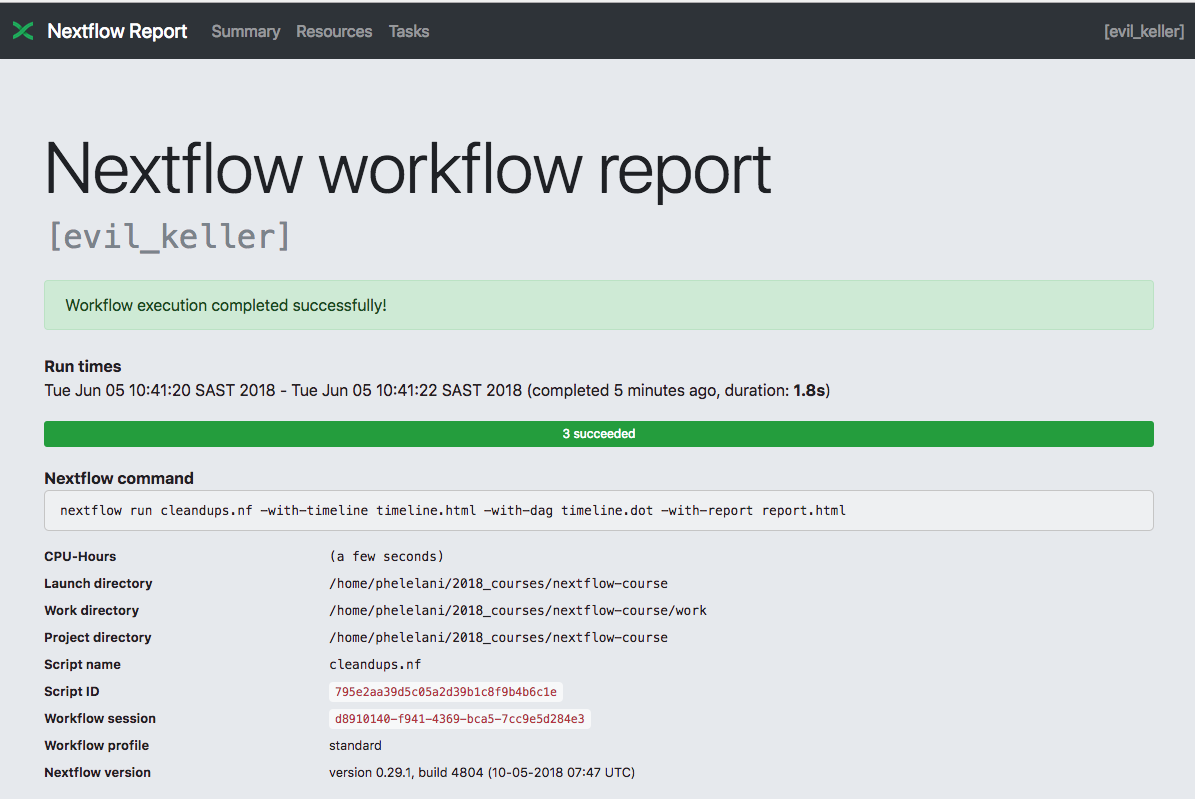 Nextflow Report Summary Resources Tasks [evil_keller]
Nextflow workflow report
[evil_keller]
Workflow execution completed successfully!
Run times
Tue Jun 05 10:41:20 SAST 2018 - Tue Jun 05 10:41:22 SAST 2018 (completed 5 minutes ago, duration: 1.8s)
3 succeeded
Nextflow command
nextflow run cleandups.nf -with-timeline timeline.html -with-dag timeline.dot -with-report report.html
CPU-Hours (a few seconds)
Launch directory /home/phelelani/2018_courses/nextflow-course
Work directory /home/phelelani/2018_courses/nextflow-course/work
Project directory /home/phelelani/2018_courses/nextflow-course
Script name cleandups.nf
Script ID 795e2aa39d5c05a2d39b1c8f9b4b6c1e
Workflow session d8910140-f941-4369-bca5-7cc9e5d284e3
Workflow profile standard
Nextflow version version 0.29.1, build 4804 (10-05-2018 07:47 UTC)